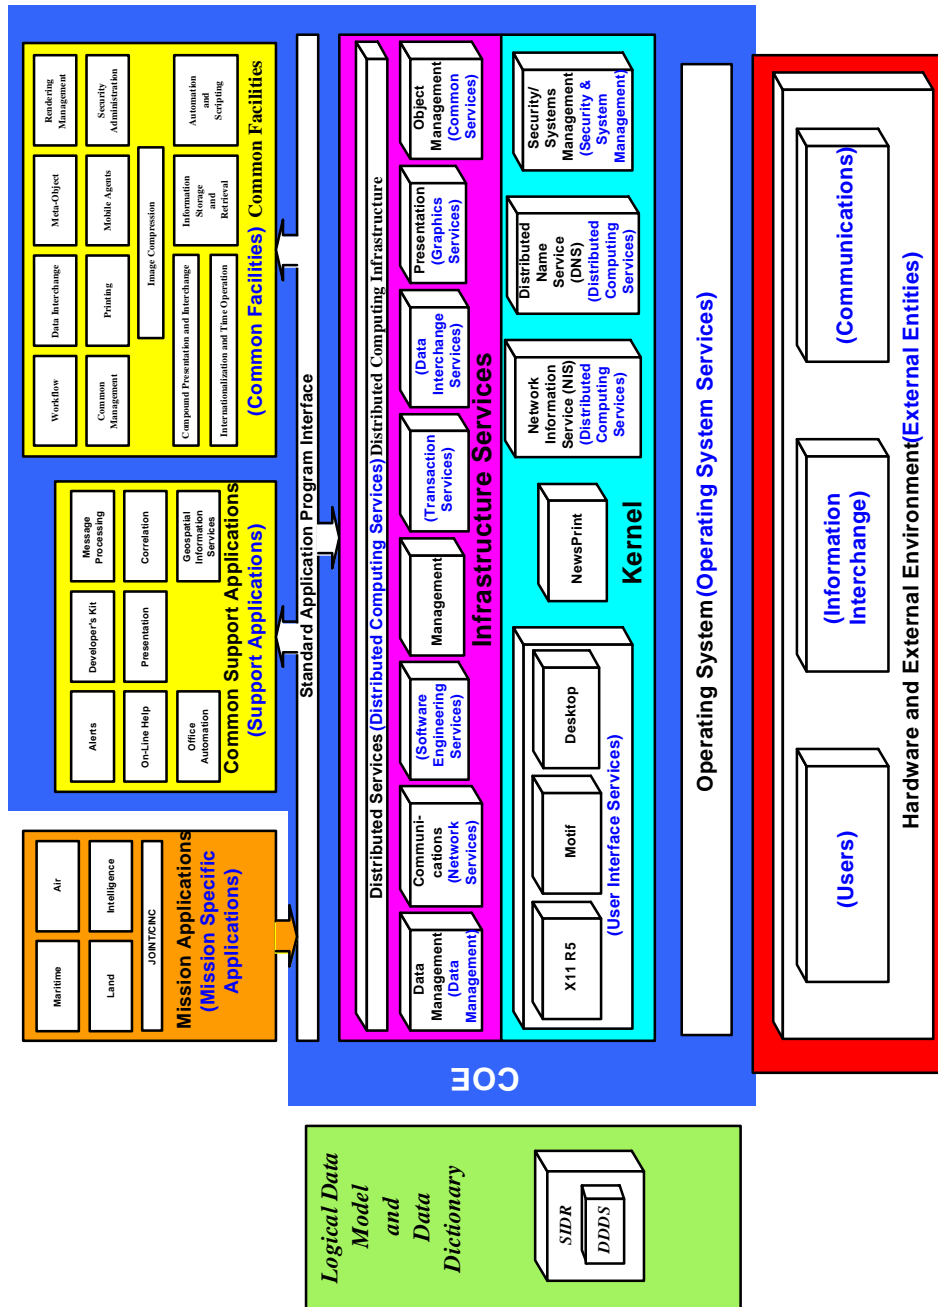 Maritime
Air
Land
Intelligence
JOINT/CINC
Mission Applications
(Mission Specific
Applications)
Alerts
Developer's Kit
Message
Processing
On-Line Help
Presentation
Correlation
Office
Automation
Geospatial
Information
Services
Common Support Applications
(Support Applications)
Workflow
Data Interchange
Meta-Object
Rendering
Management
Common
Management
Printing
Mobile Agents
Security
Administration
Image Compression
Compound Presentation and Interchange
Internationalization and Time Operation
Information
Storage
and
Retrieval
Automation
and
Scripting
(Common Facilities) Common Facilities
Standard Application Program Interface
Distributed Services (Distributed Computing Services) Distributed Computing Infrastructure
Data
Management
(Data
Management)
Communi-
cations
(Network
Services)
(Software
Engineering
Services)
Management
(Transaction
Services)
(Data
Interchange
Services)
Presentation
(Graphics
Services)
Object
Management
(Common
Services)
Infrastructure Services
X11 R5
Motif
Desktop
(User Interface Services)
NewsPrint
Kernel
Network
Information
Service (NIS)
(Distributed
Computing
Services)
Distributed
Name
Service
(DNS)
(Distributed
Computing
Services)
Security/
Systems
Management
(Security &
System
Management)
COE
Operating System (Operating System Services)
(Users)
(Information
Interchange)
(Communications)
Hardware and External Environment(External Entities)
Logical Data
Model
and
Data
Dictionary
SIDR
DDDS